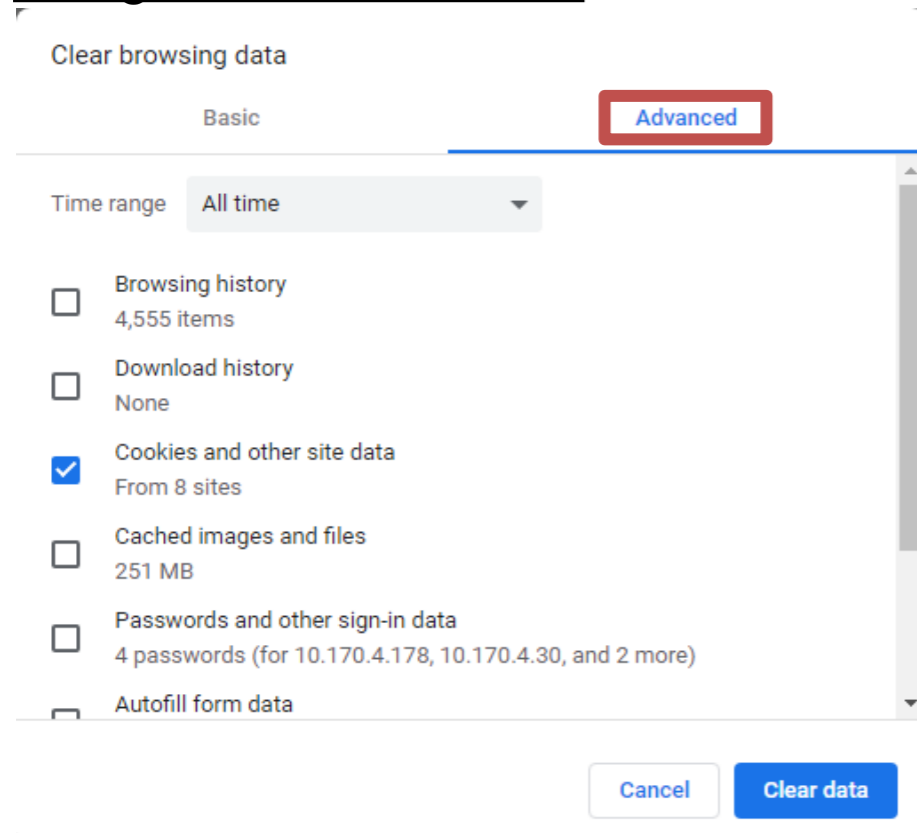 Clear browsing data
Basic
Advanced
Time range
All time
Browsing history
4,555 items
Download history
None
Cookies and other site data
From 8 sites
Cached images and files
251 MB
Passwords and other sign-in data
4 passwords (for 10.170.4.178, 10.170.4.30, and 2 more)
Autofill form data
Cancel
Clear data